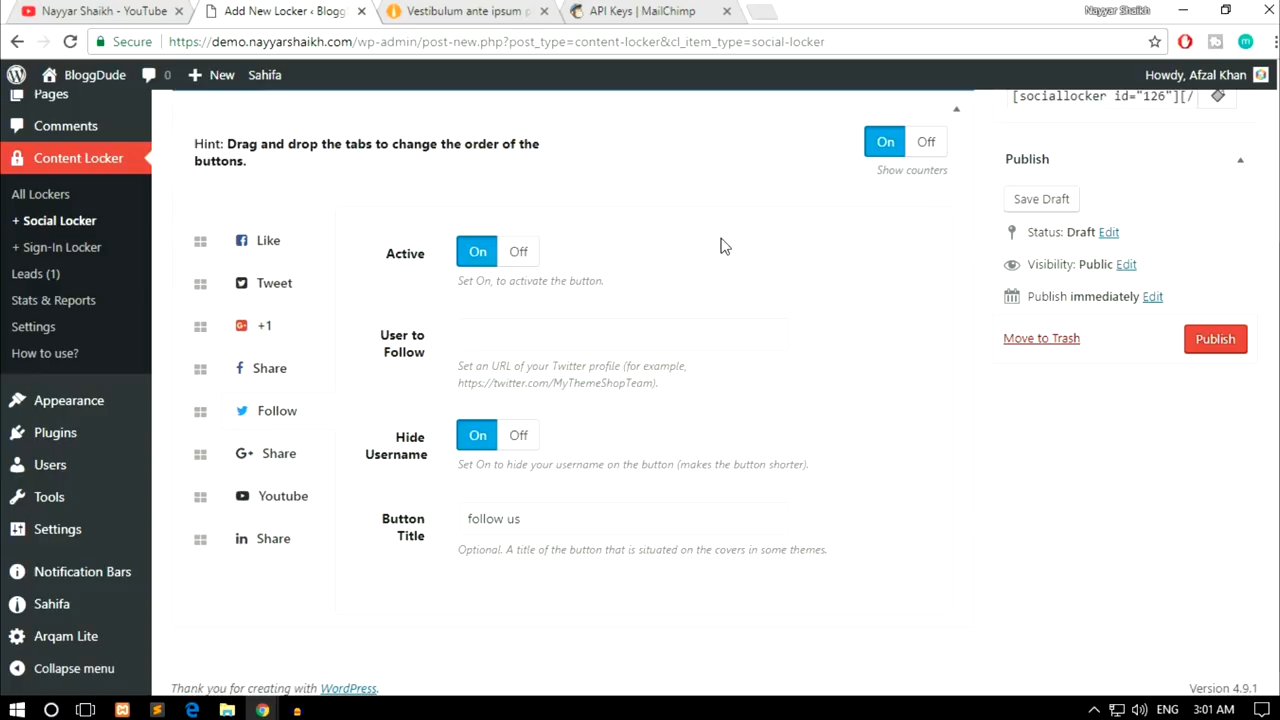 Nayyar Shaikh - YouTube
Add New Locker ‹ Blogg
Vestibulum ante ipsum p
API Keys | MailChimp
Nayyar Shaikh
Secure
https://demo.nayyarshaikh.com/wp-admin/post-new.php?post_type=content-locker&cl_item_type=social-locker
BloggDude
0
New
Sahifa
Howdy, Afzal Khan
Pages
Comments
Content Locker
All Lockers
+ Social Locker
+ Sign-In Locker
Leads (1)
Stats & Reports
Settings
How to use?
Appearance
Plugins
Users
Tools
Settings
Notification Bars
Sahifa
Arqam Lite
Collapse menu
Hint: Drag and drop the tabs to change the order of the
buttons.
On Off
Show counters
Like
Tweet
+1
Share
Follow
Share
Youtube
Share
Active
On Off
Set On, to activate the button.
User to
Follow
Set an URL of your Twitter profile (for example,
https://twitter.com/MyThemeShopTeam).
Hide
Username
On Off
Set On to hide your username on the button (makes the button shorter).
Button
Title
follow us
Optional. A title of the button that is situated on the covers in some themes.
[sociallocker id="126"][/
Publish
Save Draft
Status: Draft Edit
Visibility: Public Edit
Publish immediately Edit
Move to Trash
Publish
Thank you for creating with WordPress.
Version 4.9.1
ENG
3:01 AM